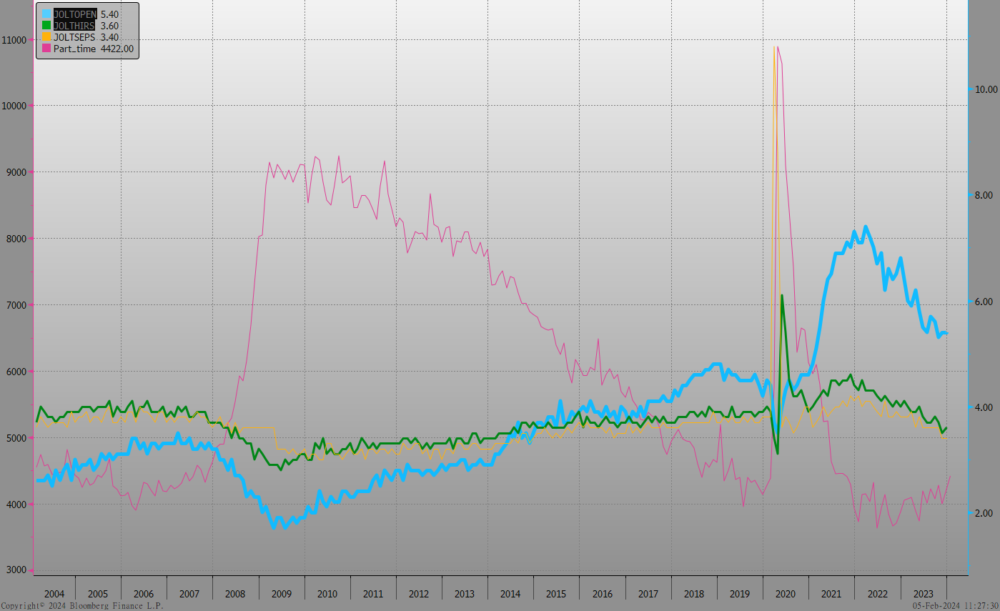 JOLTOPEN 5.40
JOLTHIRS 3.60
JOLTSEPS 3.40
Part_time 4422.00
11000
10000
9000
8000
7000
6000
5000
4000
3000
10.00
8.00
6.00
4.00
2.00
2004 2005 2006 2007 2008 2009 2010 2011 2012 2013 2014 2015 2016 2017 2018 2019 2020 2021 2022 2023
Copyright© 2024 Bloomberg Finance L.P. 05-Feb-2024 11:27:30